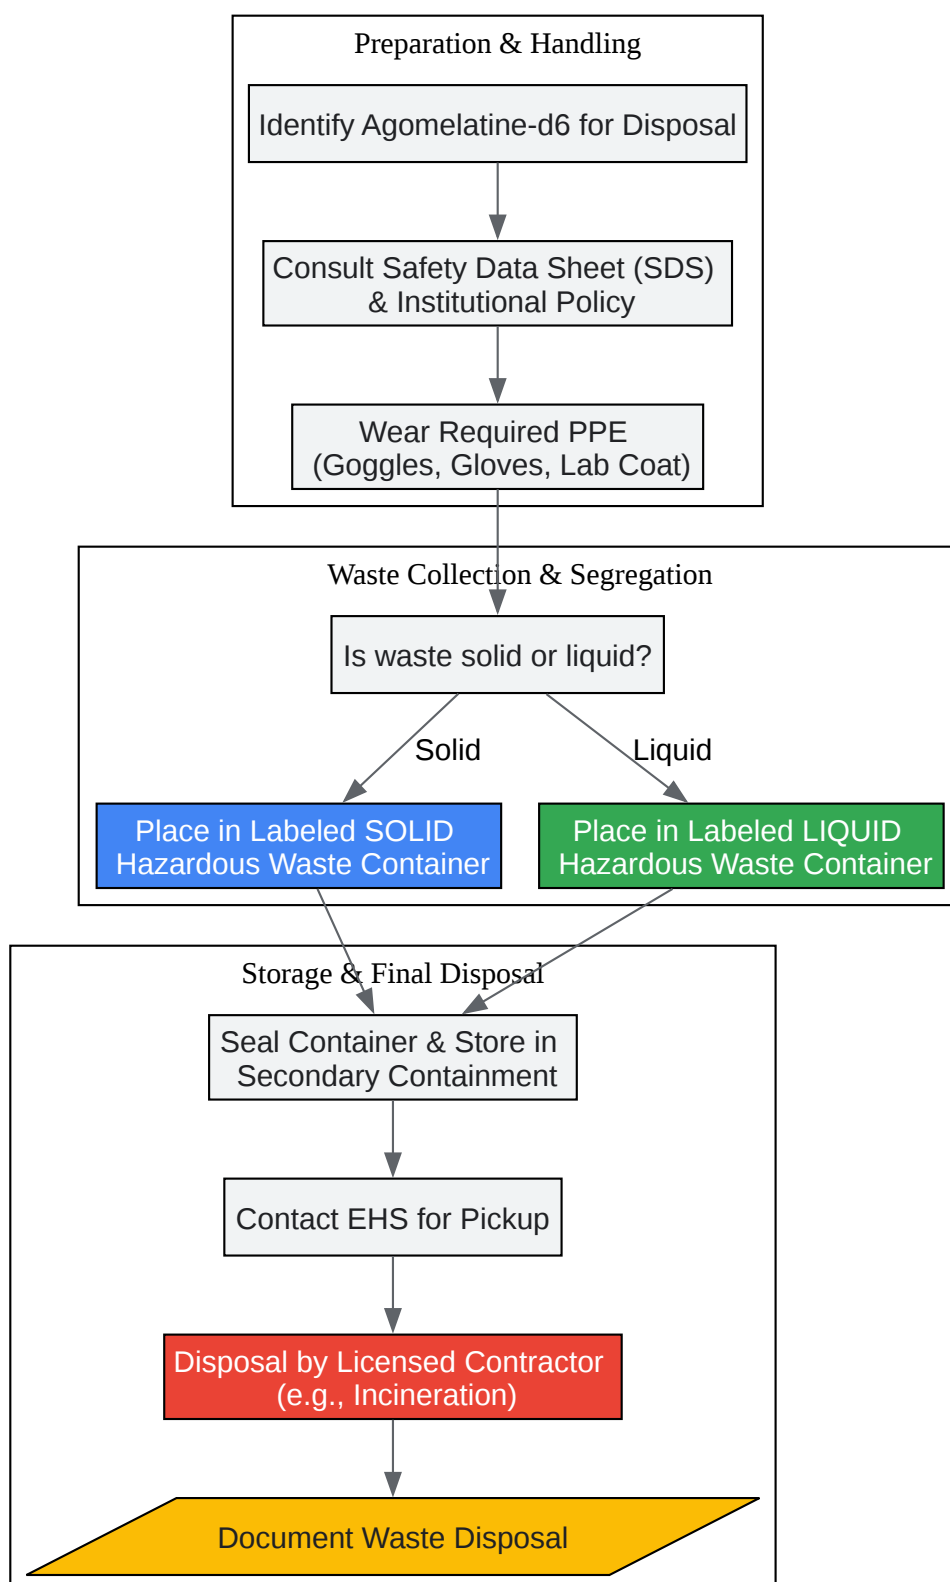 Preparation & Handling
Identify Agomelatine-d6 for Disposal
Consult Safety Data Sheet (SDS)
& Institutional Policy
Wear Required PPE
(Goggles, Gloves, Lab Coat)
Waste Collection & Segregation
Is waste solid or liquid?
Solid
Liquid
Place in Labeled SOLID
Hazardous Waste Container
Place in Labeled LIQUID
Hazardous Waste Container
Storage & Final Disposal
Seal Container & Store in
Secondary Containment
Contact EHS for Pickup
Disposal by Licensed Contractor
(e.g., Incineration)
Document Waste Disposal